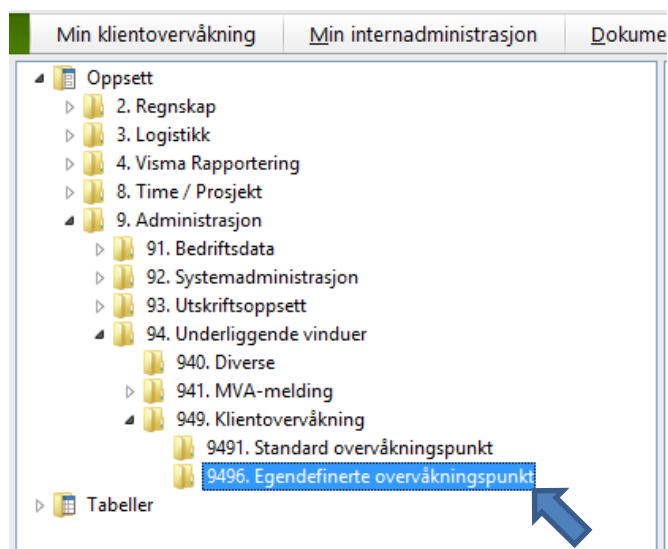 Min klientovervåkning Min internadministrasjon Dokume
Oppsett
2. Regnskap
3. Logistikk
4. Visma Rapportering
8. Time / Prosjekt
9. Administrasjon
91. Bedriftsdata
92. Systemadministrasjon
93. Utskriftsoppsett
94. Underliggende vinduer
940. Diverse
941. MVA-melding
949. Klientovervåkning
9491. Standard overvåkningspunkt
9496. Egendefinerte overvåkningspunkt
Tabeller